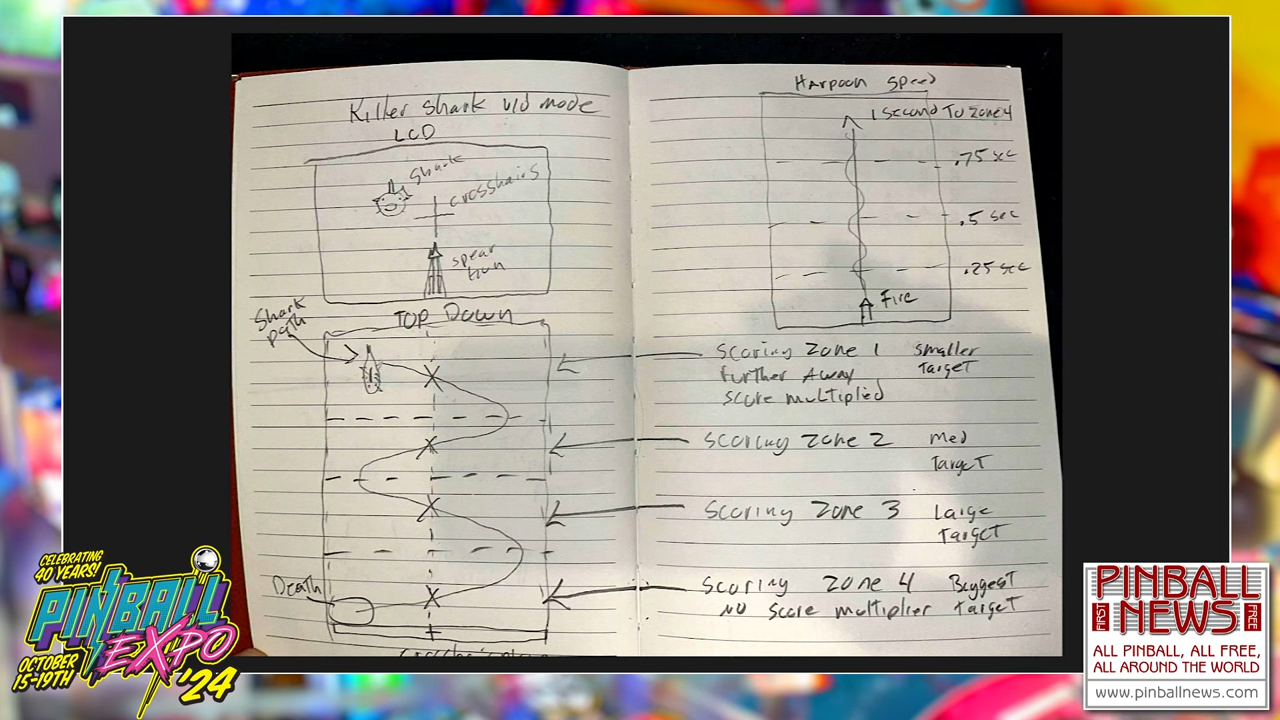 Killer Shark vid mode
LCD
Shark
crosshairs
spear
Gun
TOP Down
Shark
path
Death
Harpoon Speed
1 second To Zone 4
.75 sec
.5 sec
.25 sec
Fire
Scoring Zone 1 smaller
Target
further Away
score multiplied
Scoring Zone 2 Med
Target
Scoring Zone 3 Large
Target
Scoring Zone 4 Biggest
Target
NO Score multiplier
CELEBRATING
40 YEARS!
PINBALL
EXPO
OCTOBER
15-19TH
'24
PINBALL
FIRST NEWS FREE
ALL PINBALL, ALL FREE,
ALL AROUND THE WORLD
www.pinballnews.com